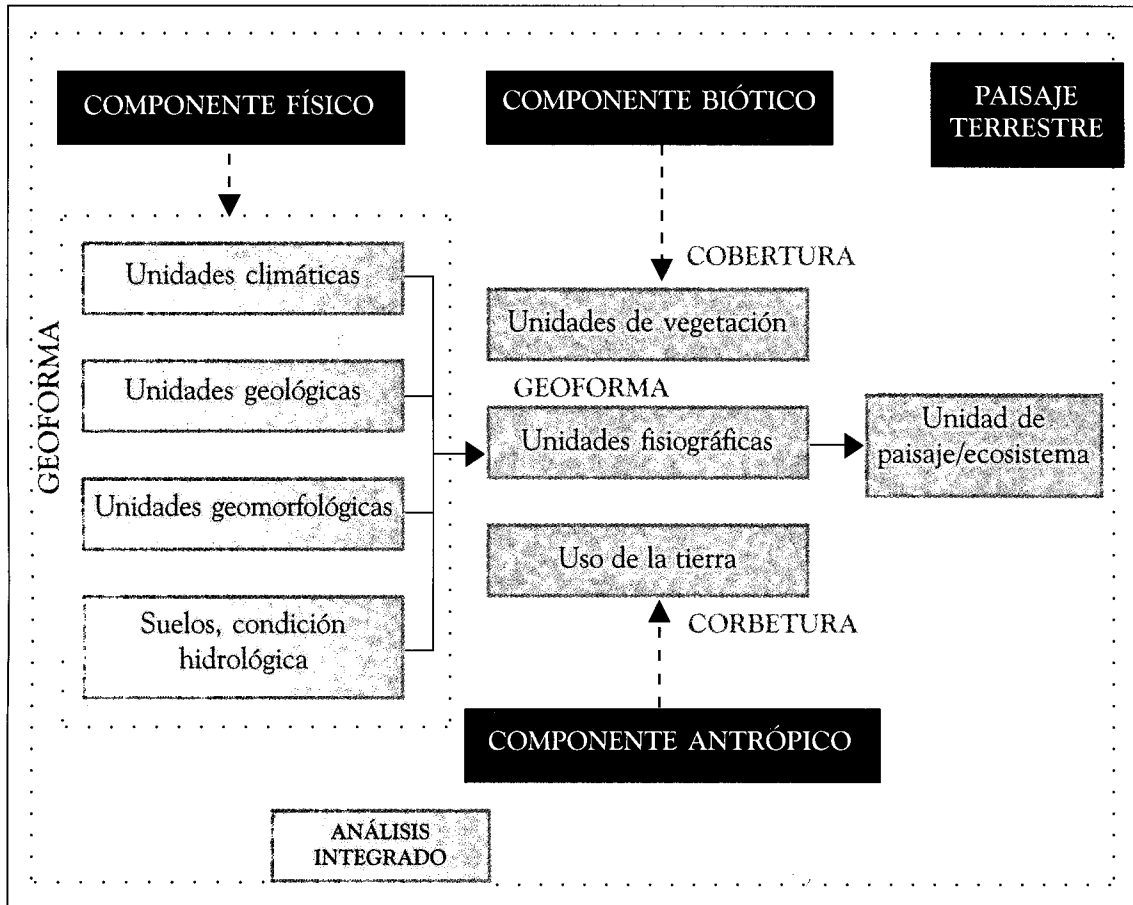 COMPONENTE FÍSICO
COMPONENTE BIÓTICO
PAISAJE
TERRESTRE
GEOFORMA
Unidades climáticas
Unidades geológicas
Unidades geomorfológicas
Suelos, condición
hidrológica
COBERTURA
Unidades de vegetación
GEOFORMA
Unidades fisiográficas
Uso de la tierra
CORBETURA
COMPONENTE ANTRÓPICO
Unidad de
paisaje/ecosistema
ANÁLISIS
INTEGRADO